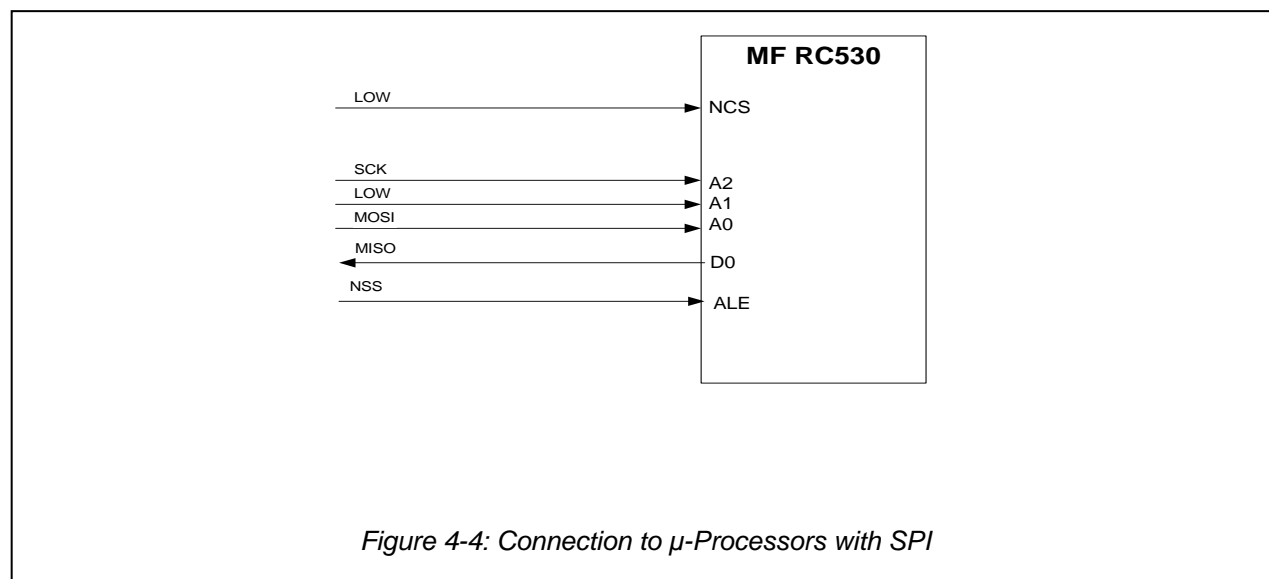 MF RC530
LOW
NCS
SCK
A2
LOW
A1
MOSI
A0
MISO
D0
NSS
ALE
Figure 4-4: Connection to µ-Processors with SPI